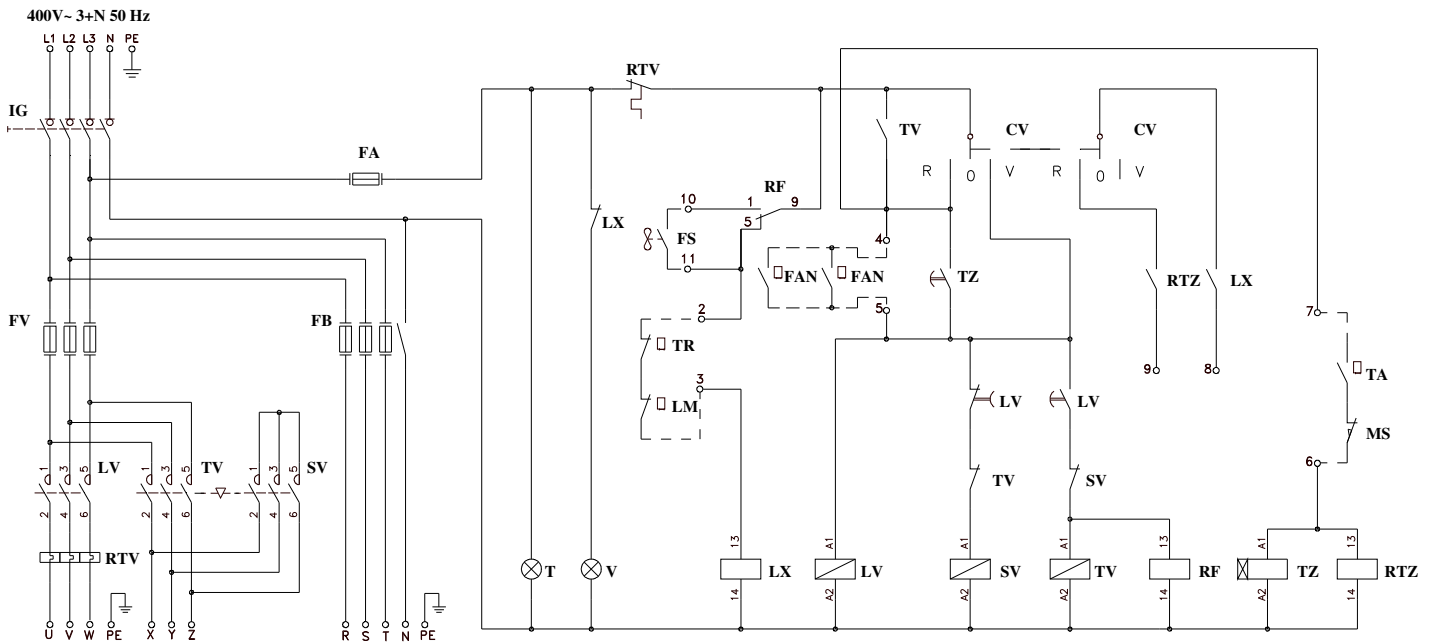 400V~ 3+N 50 Hz
L1 L2 L3 N PE
IG
FA
RTV
TV
CV
CV
R 0 V
R 0 V
RF
10 1 9
5
LX
FS
11
4
FAN FAN
TZ
RTZ
LX
2
5
7
FV
FB
TR
3
9
8
TA
LM
LV
LV
MS
6
LV
TV
SV
1 3 5
1 3 5
1 3 5
2 4 6
2 4 6
2 4 6
TV
SV
RTV
13
A1
A1
A1
13
A1
13
T
V
LX
LV
SV
TV
RF
TZ
RTZ
14
A2
A2
A2
14
A2
14
U V W PE X Y Z
R S T N PE